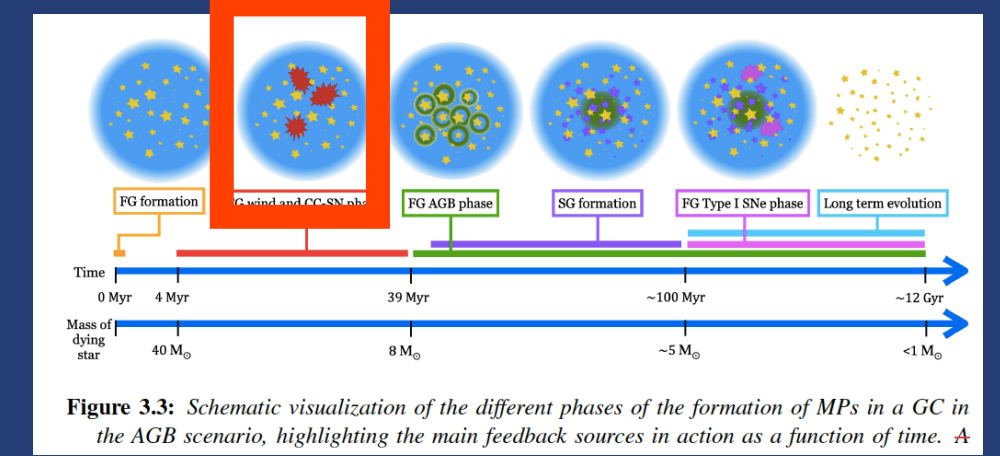 FG formation
FG wind and CC-SN pha
FG AGB phase
SG formation
FG Type I SNe phase
Long term evolution
Time
0 Myr
4 Myr
39 Myr
~100 Myr
~12 Gyr
Mass of
dying
star
40 M⊙
8 M⊙
~5 M⊙
<1 M⊙
Figure 3.3: Schematic visualization of the different phases of the formation of MPs in a GC in
the AGB scenario, highlighting the main feedback sources in action as a function of time. A